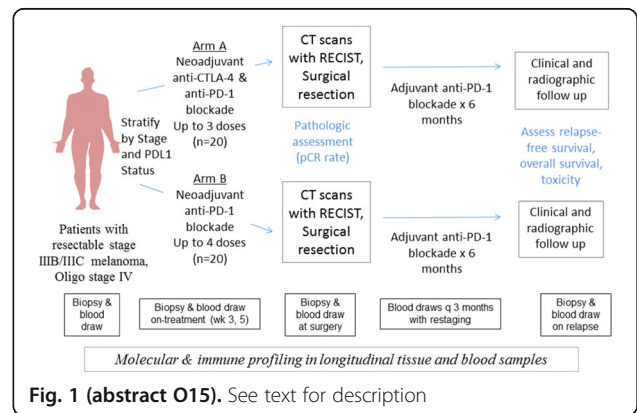 Patients with
resectable stage
IIIB/IIIC melanoma,
Oligo stage IV
Stratify
by Stage
and PDL1
Status
Arm A
Neoadjuvant
anti-CTLA-4 &
anti-PD-1
blockade
Up to 3 doses
(n=20)
Arm B
Neoadjuvant
anti-PD-1
blockade
Up to 4 doses
(n=20)
CT scans
with RECIST,
Surgical
resection
Pathologic
assessment
(pCR rate)
CT scans
with RECIST,
Surgical
resection
Adjuvant anti-PD-1
blockade x 6
months
Adjuvant anti-PD-1
blockade x 6
months
Clinical and
radiographic
follow up
Assess relapse-
free survival,
overall survival,
toxicity
Clinical and
radiographic
follow up
Biopsy &
blood
draw
Biopsy & blood draw
on-treatment (wk 3, 5)
Biopsy &
blood draw
at surgery
Blood draws q 3 months
with restaging
Biopsy &
blood draw
on relapse
Molecular & immune profiling in longitudinal tissue and blood samples
Fig. 1 (abstract O15). See text for description